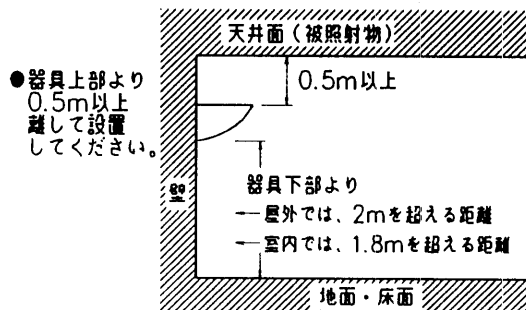 天井面(被照射物)
●器具上部より
0.5m以上
離して設置
してください。
0.5m以上
壁
器具下部より
屋外では、2mを超える距離
室内では、1.8mを超える距離
地面・床面